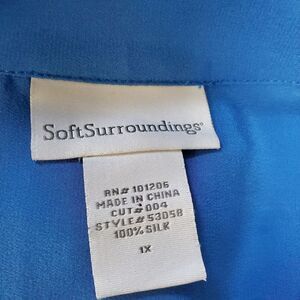 SoftSurroundings®
RN# 101206
MADE IN CHINA
CUT# 004
STYLE# 53058
100% SILK
1X